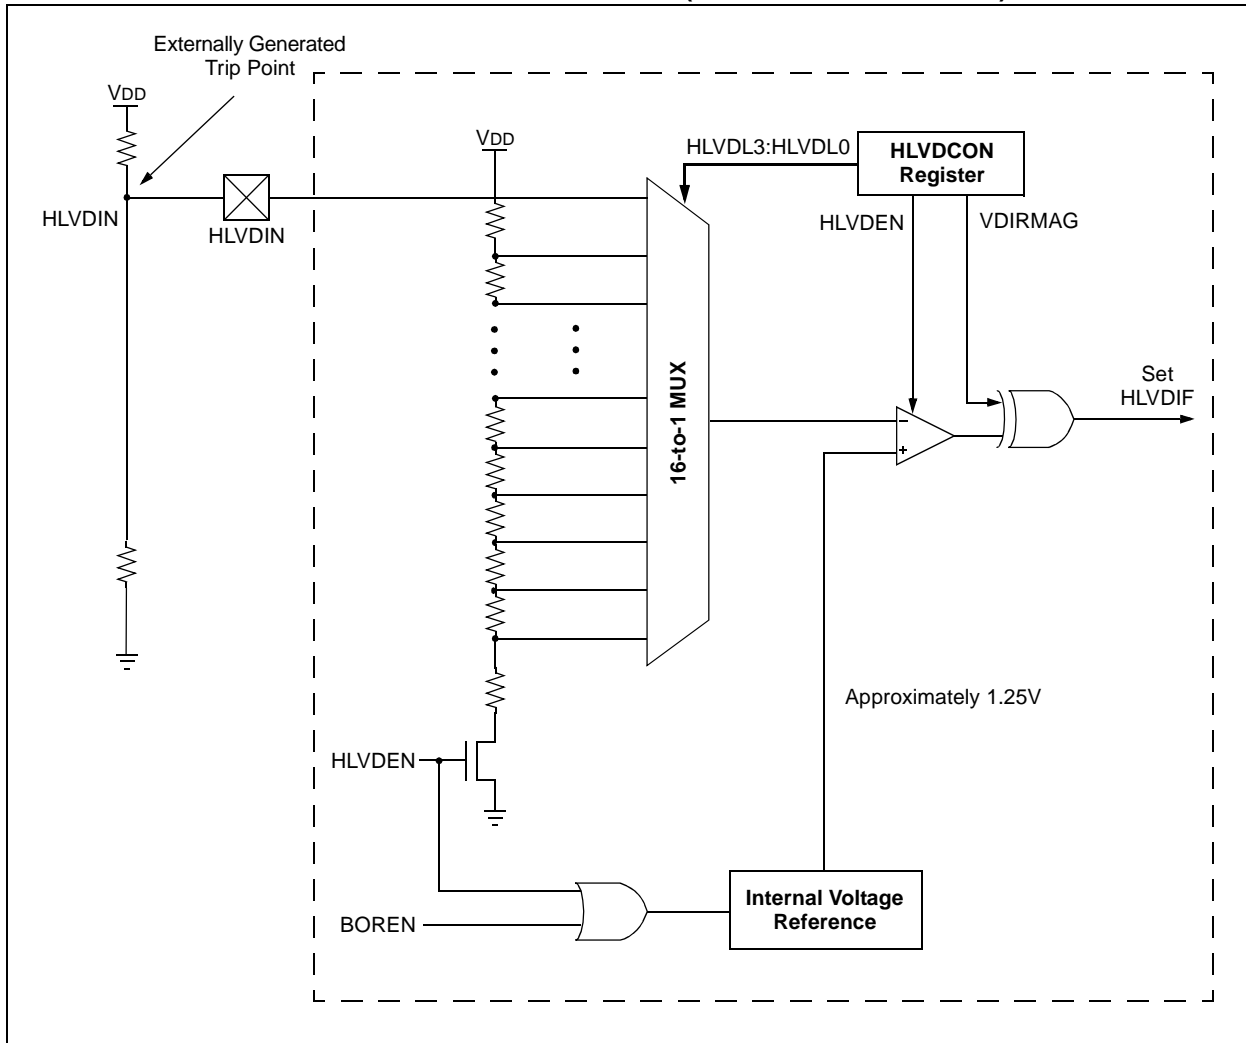 Externally Generated
Trip Point
VDD
VDD
HLVDL3:HLVDL0
HLVDCON
Register
HLVDIN
HLVDIN
HLVDEN
VDIRMAG
16-to-1 MUX
Set
HLVDIF
–
+
Approximately 1.25V
HLVDEN
BOREN
Internal Voltage
Reference